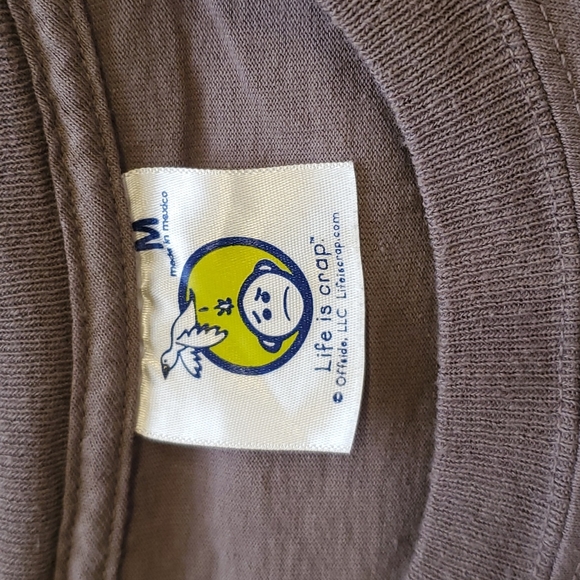 M
made in mexico
Life is crap™
© Offside, LLC Lifeiscrap.com